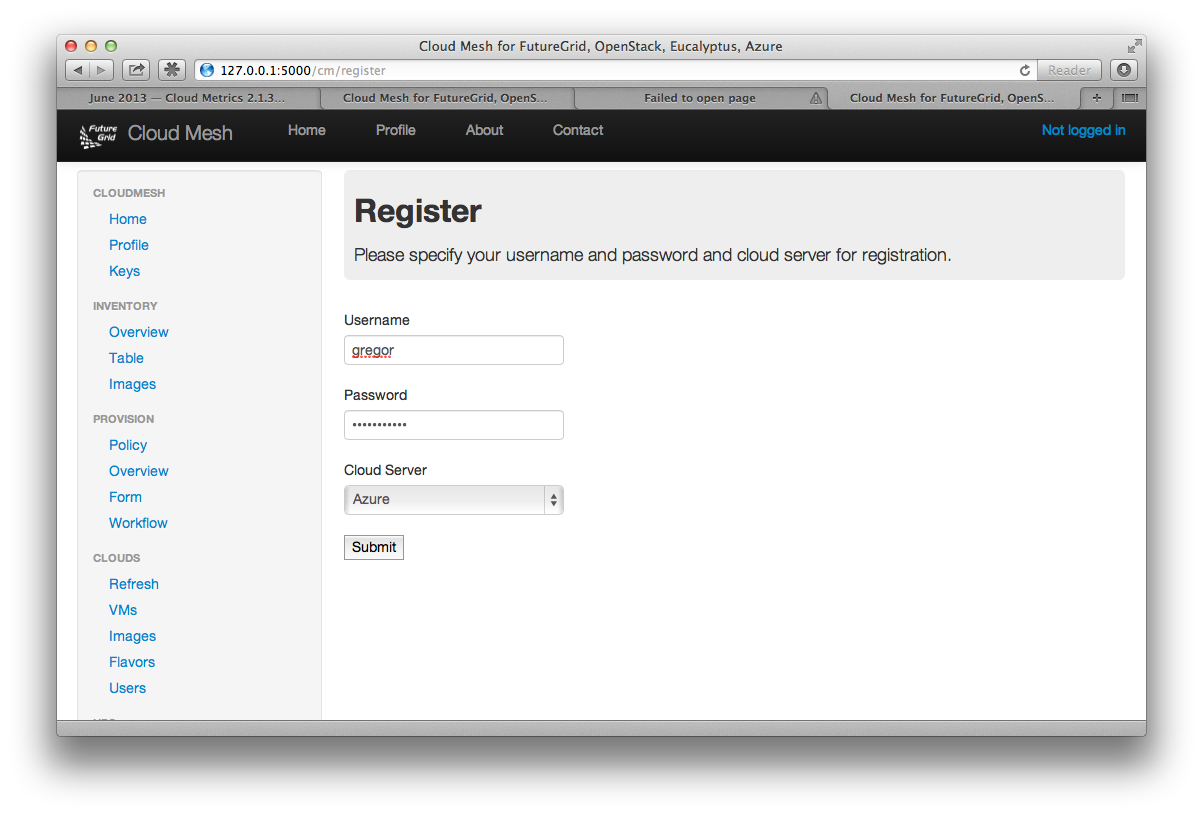 Cloud Mesh for FutureGrid, OpenStack, Eucalyptus, Azure
127.0.0.1:5000/cm/register
Reader
June 2013 — Cloud Metrics 2.1.3...
Cloud Mesh for FutureGrid, OpenS...
Failed to open page
Cloud Mesh for FutureGrid, OpenS...
Future Grid
Cloud Mesh
Home
Profile
About
Contact
Not logged in
CLOUDMESH
Home
Profile
Keys
INVENTORY
Overview
Table
Images
PROVISION
Policy
Overview
Form
Workflow
CLOUDS
Refresh
VMs
Images
Flavors
Users
Register
Please specify your username and password and cloud server for registration.
Username
gregor
Password
•••••••••••
Cloud Server
Azure
Submit